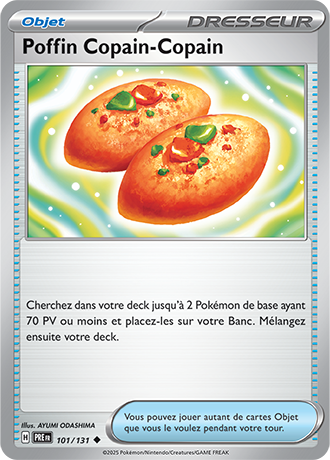 Objet
DRESSEUR
Poffin Copain-Copain
Cherchez dans votre deck jusqu'à 2 Pokémon de base ayant
70 PV ou moins et placez-les sur votre Banc. Mélangez
ensuite votre deck.
Illus. AYUMI ODASHIMA
H PRE FR 101/131
Vous pouvez jouer autant de cartes Objet
que vous le voulez pendant votre tour.
©2025 Pokémon/Nintendo/Creatures/GAME FREAK